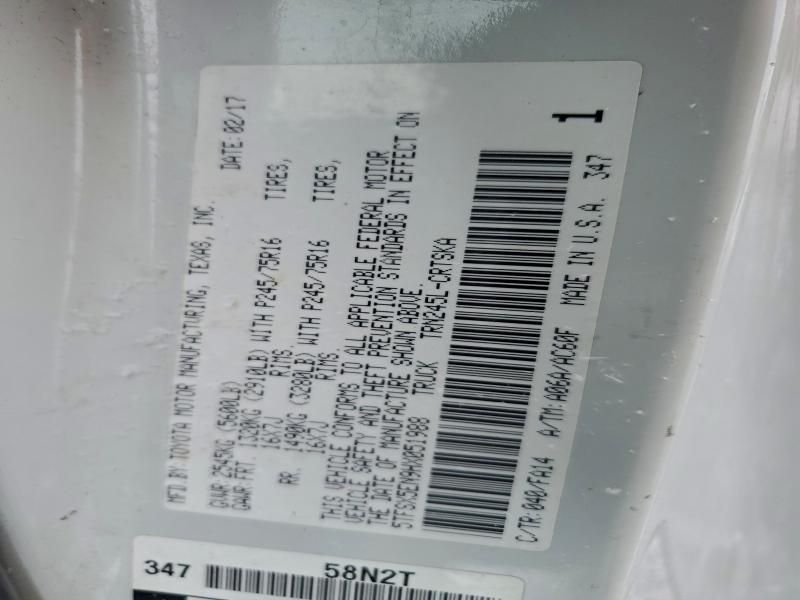 MFD. BY: TOYOTA MOTOR MANUFACTURING, TEXAS, INC. DATE: 02/17
GVWR 2545KG (5600LB)
GAWR FRT. 1320KG (2910LB) WITH P245/75R16 TIRES,
16X7J RIMS
RR. 1490KG (3280LB) WITH P245/75R16 TIRES,
16X7J RIMS
THIS VEHICLE CONFORMS TO ALL APPLICABLE FEDERAL MOTOR
VEHICLE SAFETY AND THEFT PREVENTION STANDARDS IN EFFECT ON
THE DATE OF MANUFACTURE SHOWN ABOVE.
5TFSX5EN9HX051988 TRUCK TRN245L-CRTSKA
C/TR:040/FA14 A/TM:A06A/AC60F MADE IN U.S.A. 347
1
347 58N2T